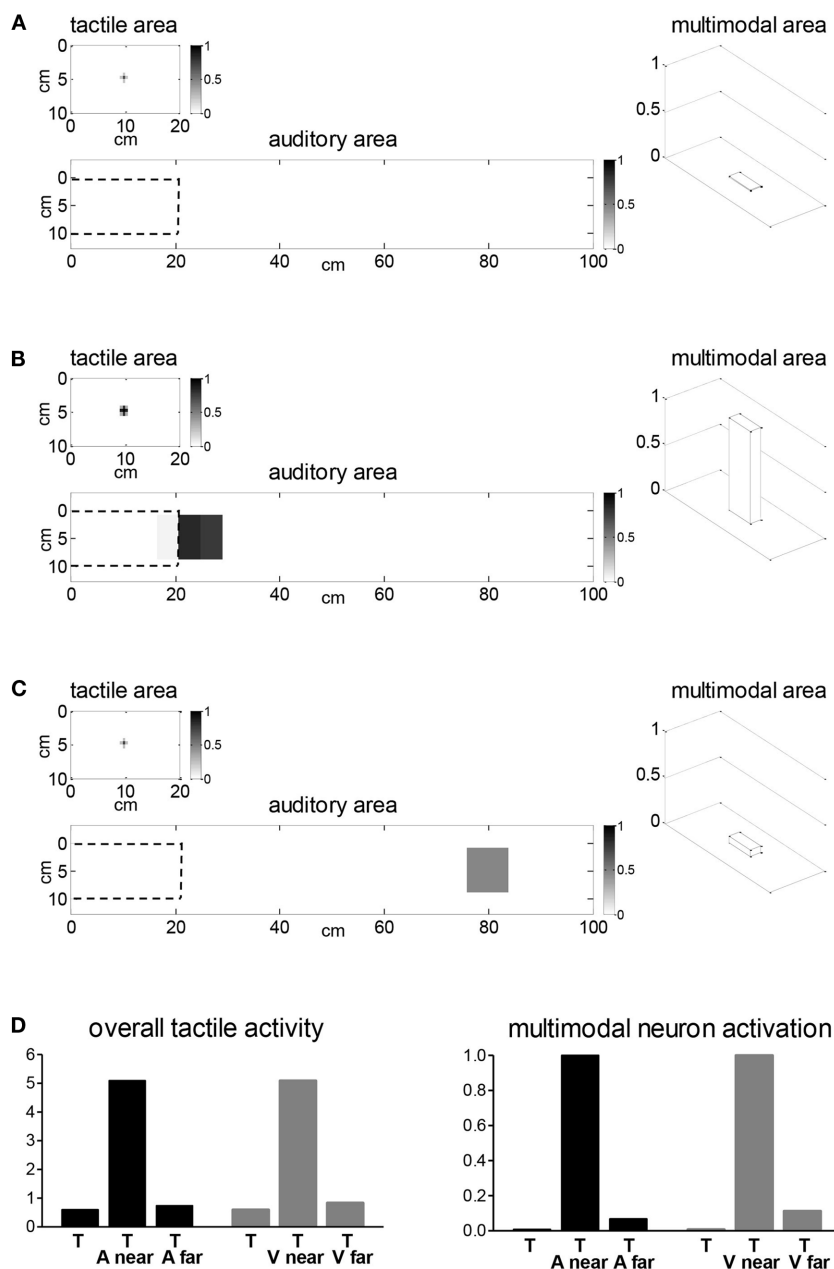 A
tactile area
0
5
10
cm
0
10
20
cm
1
0.5
0
multimodal area
1
0.5
0
auditory area
0
5
10
cm
0
20
40
60
80
100
cm
1
0.5
0
B
tactile area
0
5
10
cm
0
10
20
cm
1
0.5
0
multimodal area
1
0.5
0
auditory area
0
5
10
cm
0
20
40
60
80
100
cm
1
0.5
0
C
tactile area
0
5
10
cm
0
10
20
cm
1
0.5
0
multimodal area
1
0.5
0
auditory area
0
5
10
cm
0
20
40
60
80
100
cm
1
0.5
0
D
overall tactile activity
6
5
4
3
2
1
0
T T T T T T
A near A far V near V far
multimodal neuron activation
1.0
0.8
0.6
0.4
0.2
0.0
T T T T T T
A near A far V near V far